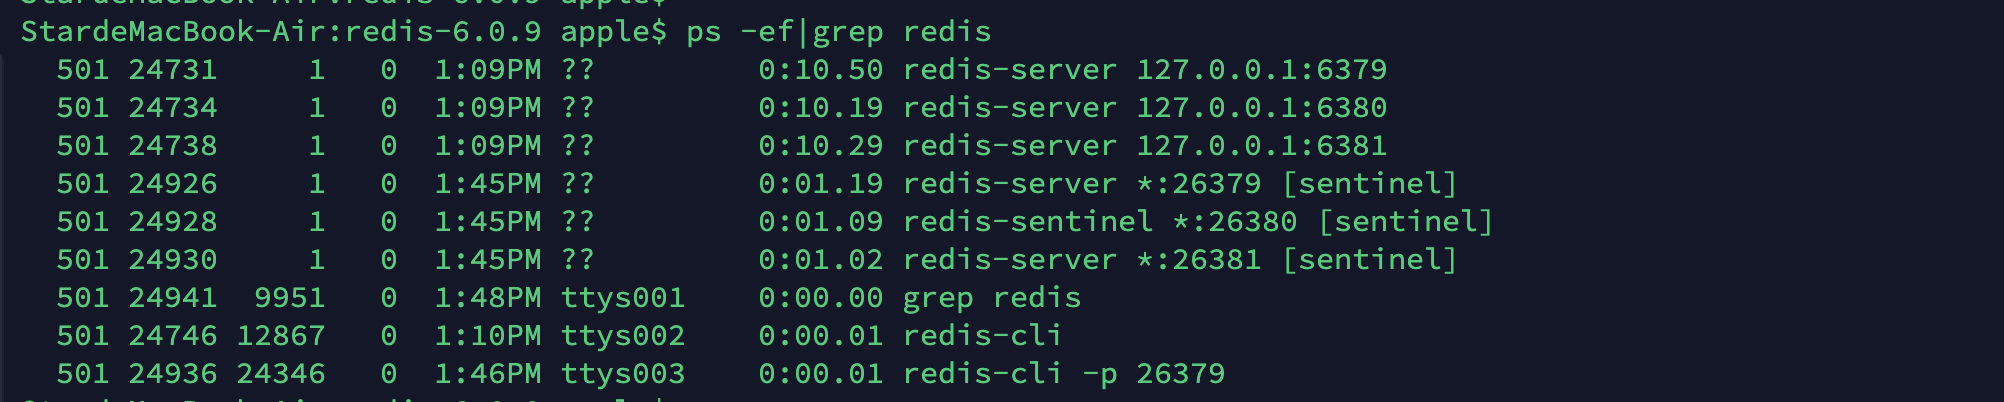 StardeMacBook-Air:redis-6.0.9 apple$ ps -ef|grep redis
501 24731 1 0 1:09PM ?? 0:10.50 redis-server 127.0.0.1:6379
501 24734 1 0 1:09PM ?? 0:10.19 redis-server 127.0.0.1:6380
501 24738 1 0 1:09PM ?? 0:10.29 redis-server 127.0.0.1:6381
501 24926 1 0 1:45PM ?? 0:01.19 redis-server *:26379 [sentinel]
501 24928 1 0 1:45PM ?? 0:01.09 redis-sentinel *:26380 [sentinel]
501 24930 1 0 1:45PM ?? 0:01.02 redis-server *:26381 [sentinel]
501 24941 9951 0 1:48PM ttys001 0:00.00 grep redis
501 24746 12867 0 1:10PM ttys002 0:00.01 redis-cli
501 24936 24346 0 1:46PM ttys003 0:00.01 redis-cli -p 26379